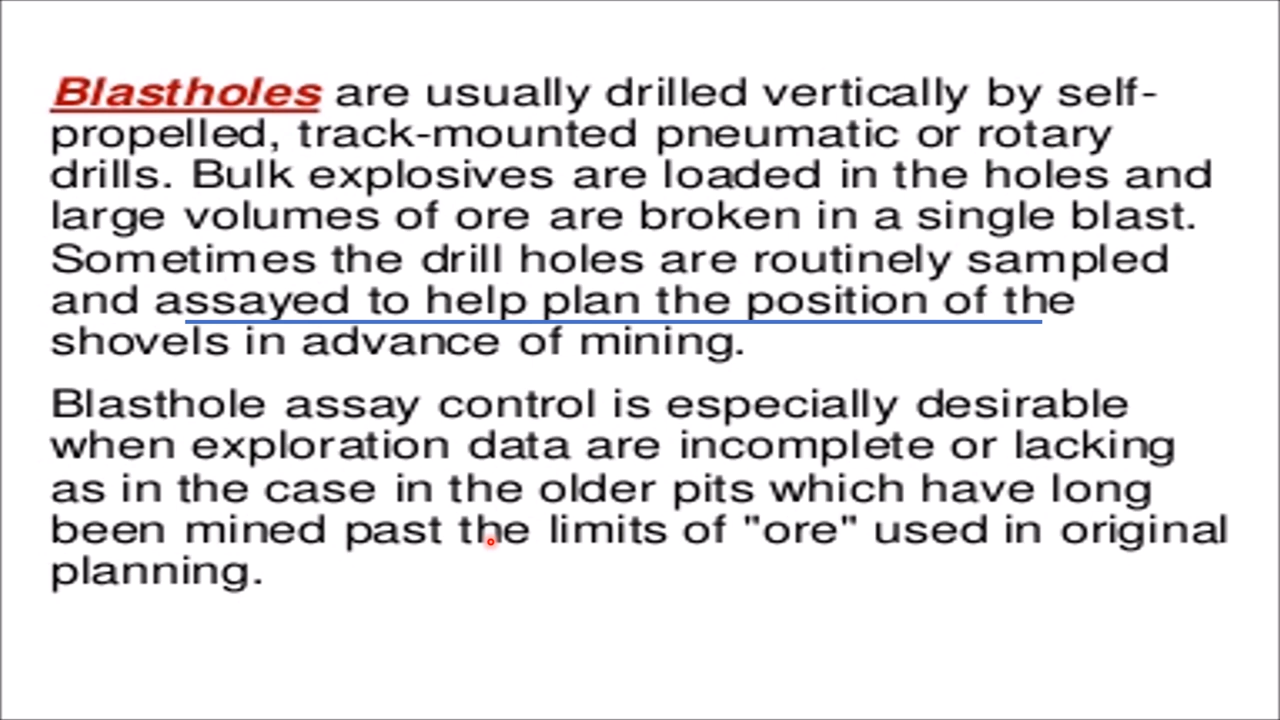 Blastholes are usually drilled vertically by self-
propelled, track-mounted pneumatic or rotary
drills. Bulk explosives are loaded in the holes and
large volumes of ore are broken in a single blast.
Sometimes the drill holes are routinely sampled
and assayed to help plan the position of the
shovels in advance of mining.
Blasthole assay control is especially desirable
when exploration data are incomplete or lacking
as in the case in the older pits which have long
been mined past the limits of "ore" used in original
planning.